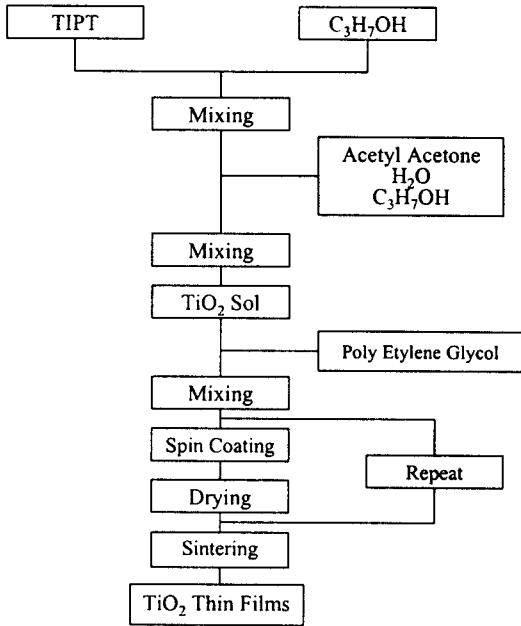 TIPT
C₃H₇OH
Mixing
Acetyl Acetone
H₂O
C₃H₇OH
Mixing
TiO₂ Sol
Poly Etylene Glycol
Mixing
Spin Coating
Repeat
Drying
Sintering
TiO₂ Thin Films